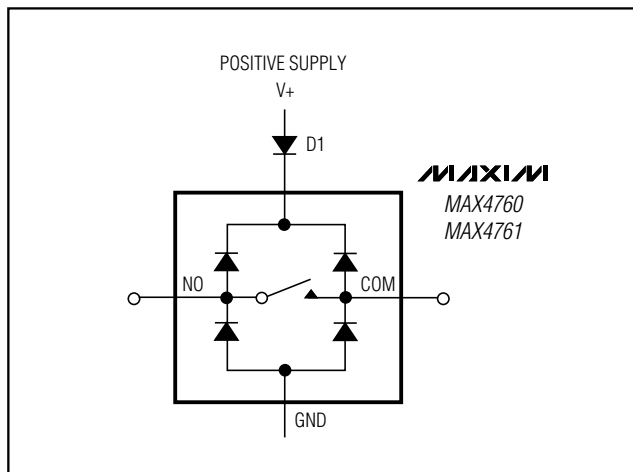 POSITIVE SUPPLY
V+
D1
MAXIM
MAX4760
MAX4761
NO
COM
GND